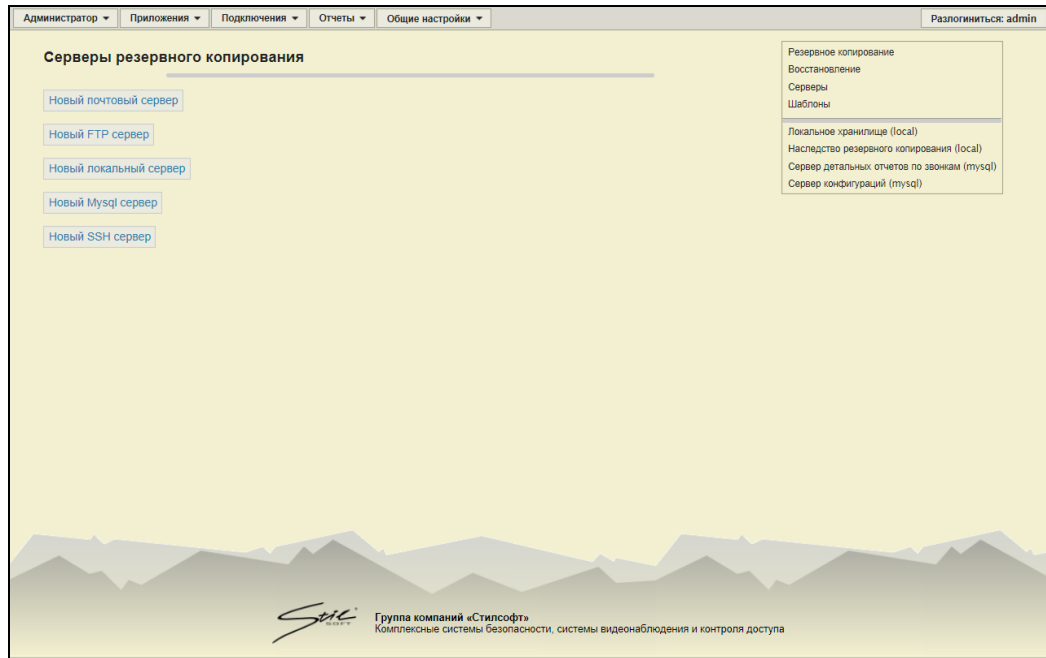 Администратор Приложения Подключения Отчеты Общие настройки Разлогиниться: admin
Серверы резервного копирования
Новый почтовый сервер
Новый FTP сервер
Новый локальный сервер
Новый Mysql сервер
Новый SSH сервер
Резервное копирование
Восстановление
Серверы
Шаблоны
Локальное хранилище (local)
Наследство резервного копирования (local)
Сервер детальных отчетов по звонкам (mysql)
Сервер конфигураций (mysql)
Stil
SOFT
Группа компаний «Стилсофт»
Комплексные системы безопасности, системы видеонаблюдения и контроля доступа